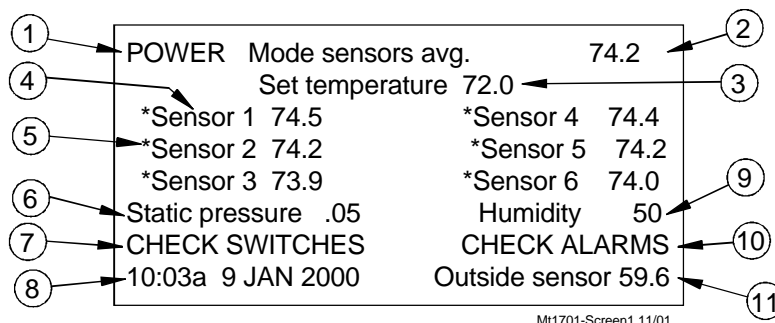 1
POWER Mode sensors avg. 74.2
2
Set temperature 72.0
3
4
*Sensor 1 74.5 *Sensor 4 74.4
5
*Sensor 2 74.2 *Sensor 5 74.2
*Sensor 3 73.9 *Sensor 6 74.0
6
Static pressure .05 Humidity 50
9
7
CHECK SWITCHES CHECK ALARMS
10
8
10:03a 9 JAN 2000 Outside sensor 59.6
11
Mt1701-Screen1 11/01